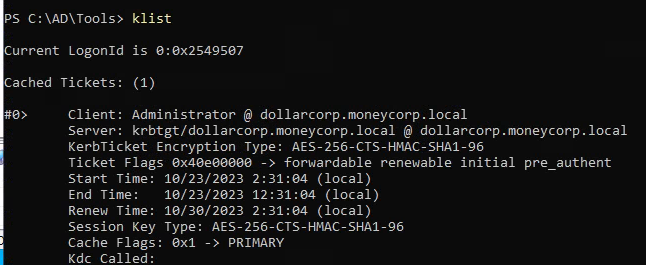 PS C:\AD\Tools> klist
Current LogonId is 0:0x2549507
Cached Tickets: (1)
#0> Client: Administrator @ dollarcorp.moneycorp.local
Server: krbtgt/dollarcorp.moneycorp.local @ dollarcorp.moneycorp.local
KerbTicket Encryption Type: AES-256-CTS-HMAC-SHA1-96
Ticket Flags 0x40e00000 -> forwardable renewable initial pre_authent
Start Time: 10/23/2023 2:31:04 (local)
End Time: 10/23/2023 12:31:04 (local)
Renew Time: 10/30/2023 2:31:04 (local)
Session Key Type: AES-256-CTS-HMAC-SHA1-96
Cache Flags: 0x1 -> PRIMARY
Kdc Called: